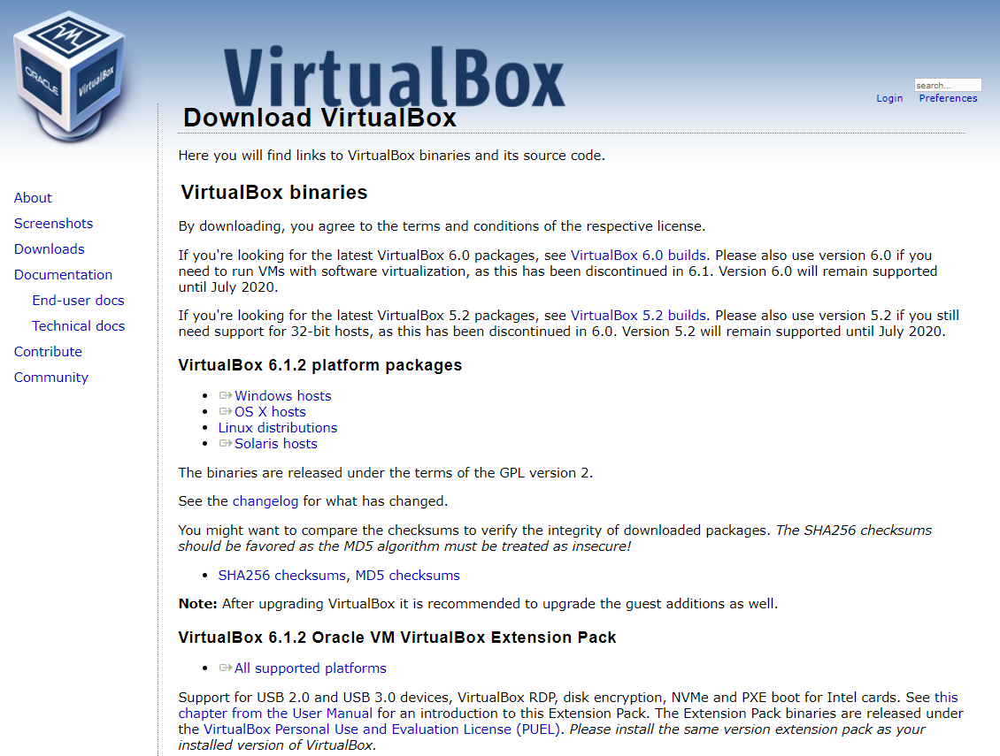 ORACLE
VirtualBox
VirtualBox
search...
Login Preferences
Download VirtualBox
Here you will find links to VirtualBox binaries and its source code.
About
Screenshots
Downloads
Documentation
End-user docs
Technical docs
Contribute
Community
VirtualBox binaries
By downloading, you agree to the terms and conditions of the respective license.
If you're looking for the latest VirtualBox 6.0 packages, see VirtualBox 6.0 builds. Please also use version 6.0 if you
need to run VMs with software virtualization, as this has been discontinued in 6.1. Version 6.0 will remain supported
until July 2020.
If you're looking for the latest VirtualBox 5.2 packages, see VirtualBox 5.2 builds. Please also use version 5.2 if you still
need support for 32-bit hosts, as this has been discontinued in 6.0. Version 5.2 will remain supported until July 2020.
VirtualBox 6.1.2 platform packages
• Windows hosts
• OS X hosts
• Linux distributions
• Solaris hosts
The binaries are released under the terms of the GPL version 2.
See the changelog for what has changed.
You might want to compare the checksums to verify the integrity of downloaded packages. The SHA256 checksums
should be favored as the MD5 algorithm must be treated as insecure!
• SHA256 checksums, MD5 checksums
Note: After upgrading VirtualBox it is recommended to upgrade the guest additions as well.
VirtualBox 6.1.2 Oracle VM VirtualBox Extension Pack
• All supported platforms
Support for USB 2.0 and USB 3.0 devices, VirtualBox RDP, disk encryption, NVMe and PXE boot for Intel cards. See this
chapter from the User Manual for an introduction to this Extension Pack. The Extension Pack binaries are released under
the VirtualBox Personal Use and Evaluation License (PUEL). Please install the same version extension pack as your
installed version of VirtualBox.